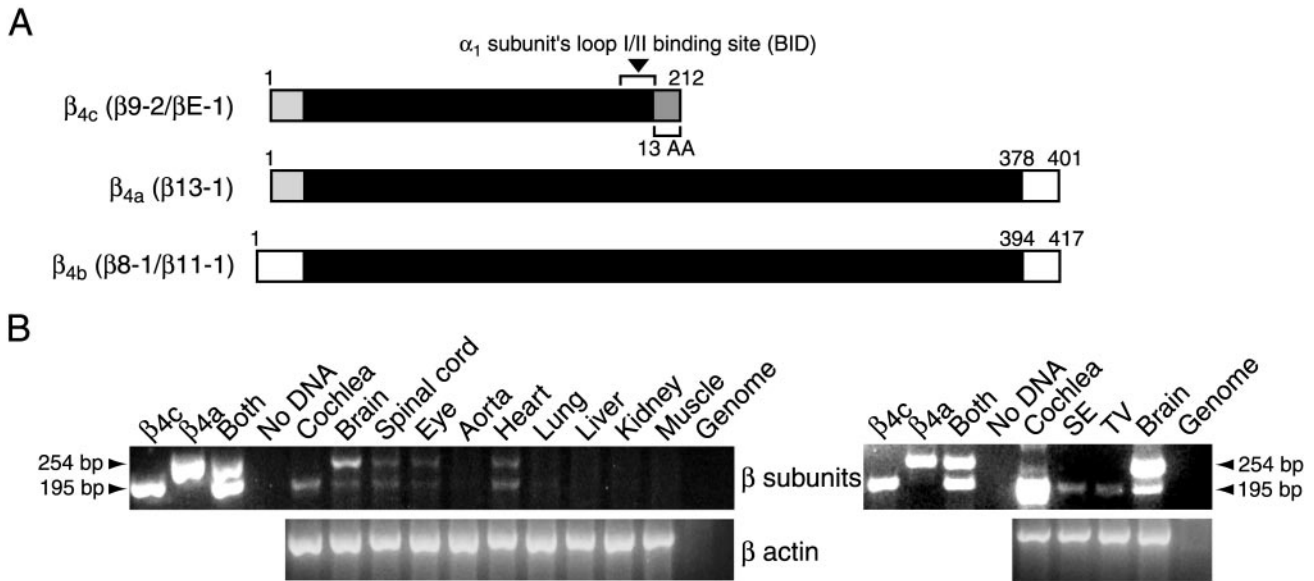 A
α1 subunit's loop I/II binding site (BID)
1 212
β4c (β9-2/βE-1)
13 AA
1 378 401
β4a (β13-1)
1 394 417
β4b (β8-1/β11-1)
B
β4c β4a Both No DNA Cochlea Brain Spinal cord Eye Aorta Heart Lung Liver Kidney Muscle Genome
β4c β4a Both No DNA Cochlea SE TV Brain Genome
254 bp
195 bp
β subunits
254 bp
195 bp
β actin